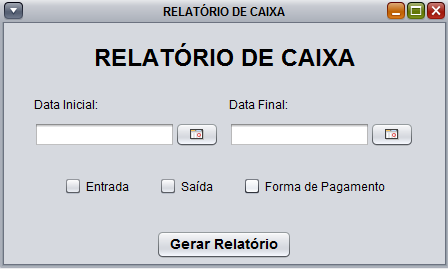 RELATÓRIO DE CAIXA
RELATÓRIO DE CAIXA
Data Inicial: Data Final:
Entrada Saída Forma de Pagamento
Gerar Relatório